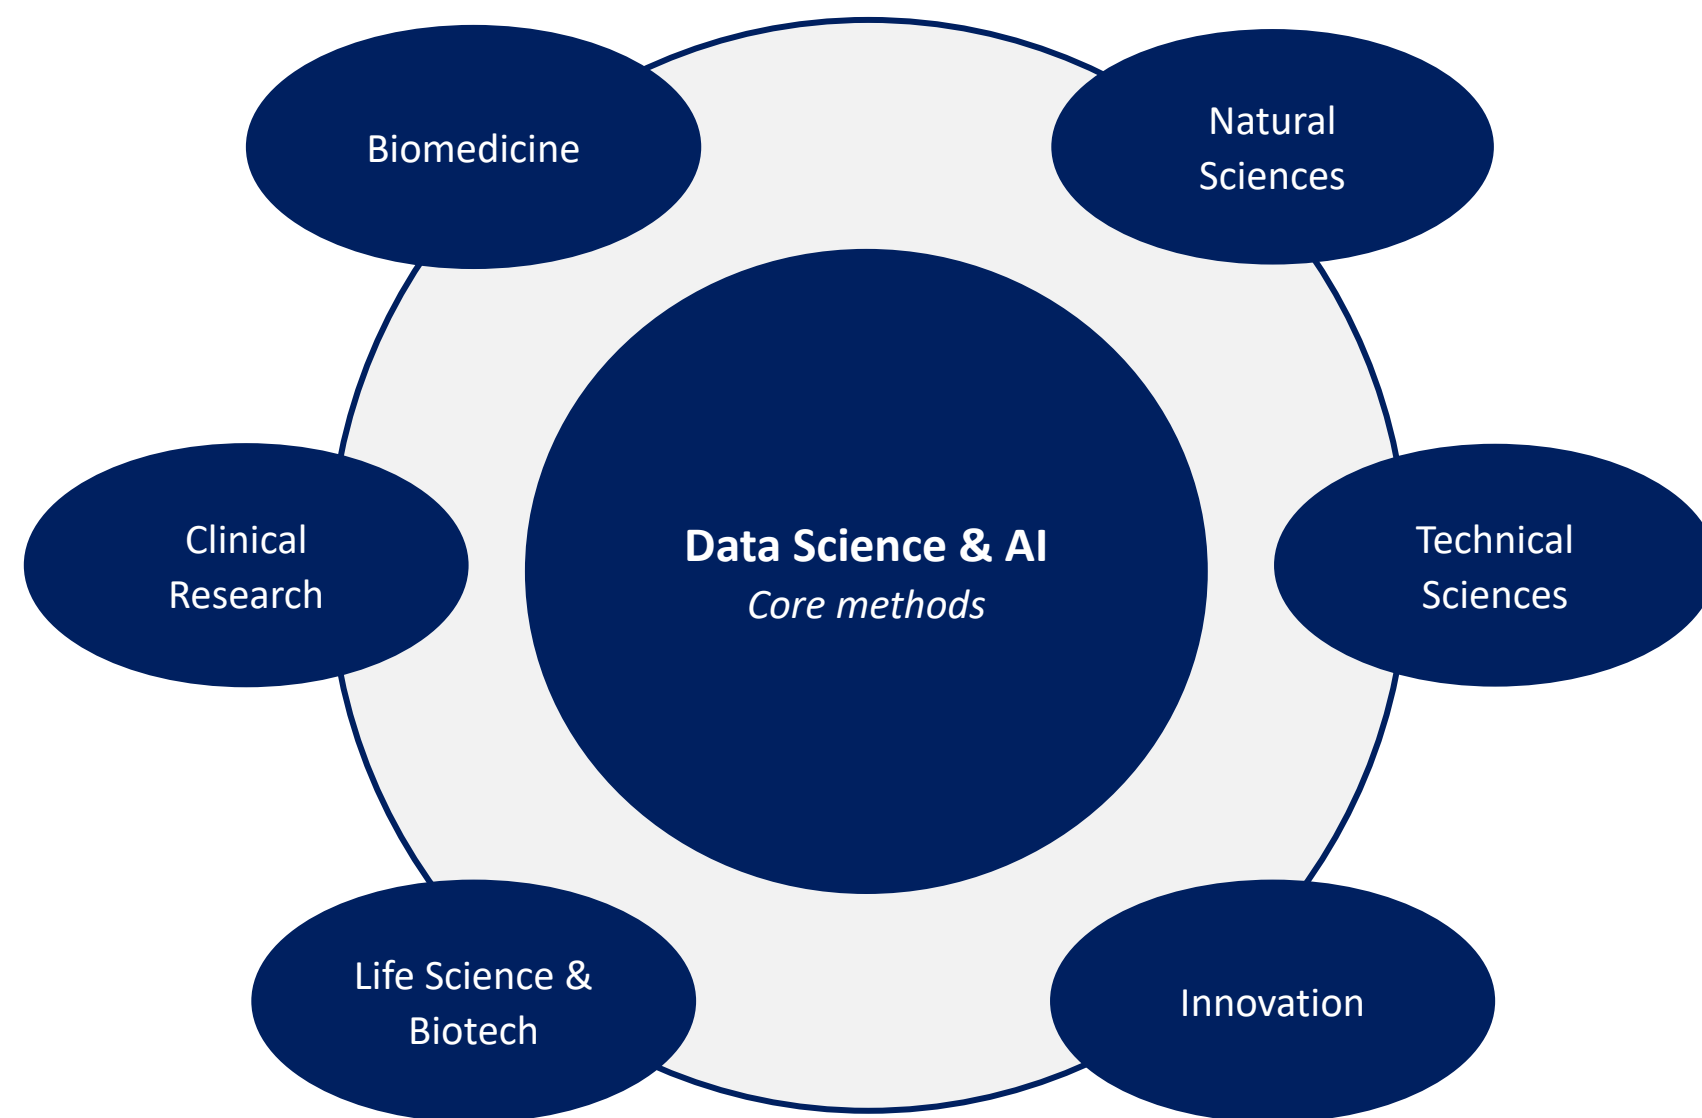 Biomedicine
Natural
Sciences
Clinical
Research
Data Science & AI
Core methods
Technical
Sciences
Life Science &
Biotech
Innovation